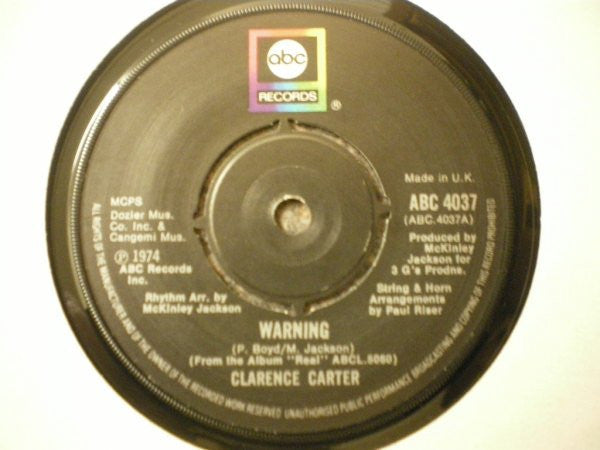 abc
RECORDS
®
Made in U.K.
MCPS
Dozier Mus.
Co. Inc. &
Cangemi Mus.
Ⓟ 1974
ABC Records
Inc.
Rhythm Arr. by
McKinley Jackson
ABC 4037
(ABC.4037A)
Produced by
McKinley
Jackson for
3 G's Prodns.
String & Horn
Arrangements
by Paul Riser
WARNING
(P. Boyd/M. Jackson)
(From the Album "Real" ABCL.5060)
CLARENCE CARTER
ALL RIGHTS OF THE MANUFACTURER AND OF THE OWNER OF THE RECORDED WORK RESERVED UNAUTHORISED PUBLIC PERFORMANCE BROADCASTING AND COPYING OF THIS RECORD PROHIBITED